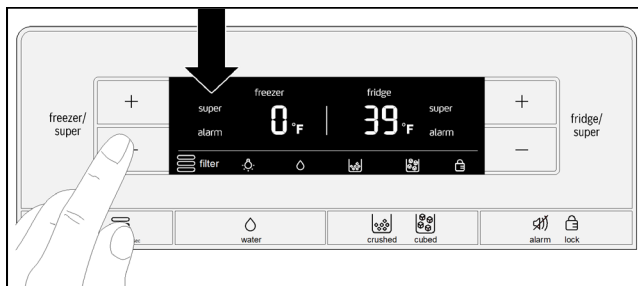 freezer/
super
+
-
freezer
fridge
super
super
0 °F
39 °F
alarm
alarm
filter
+
-
fridge/
super
water
crushed
cubed
alarm
lock